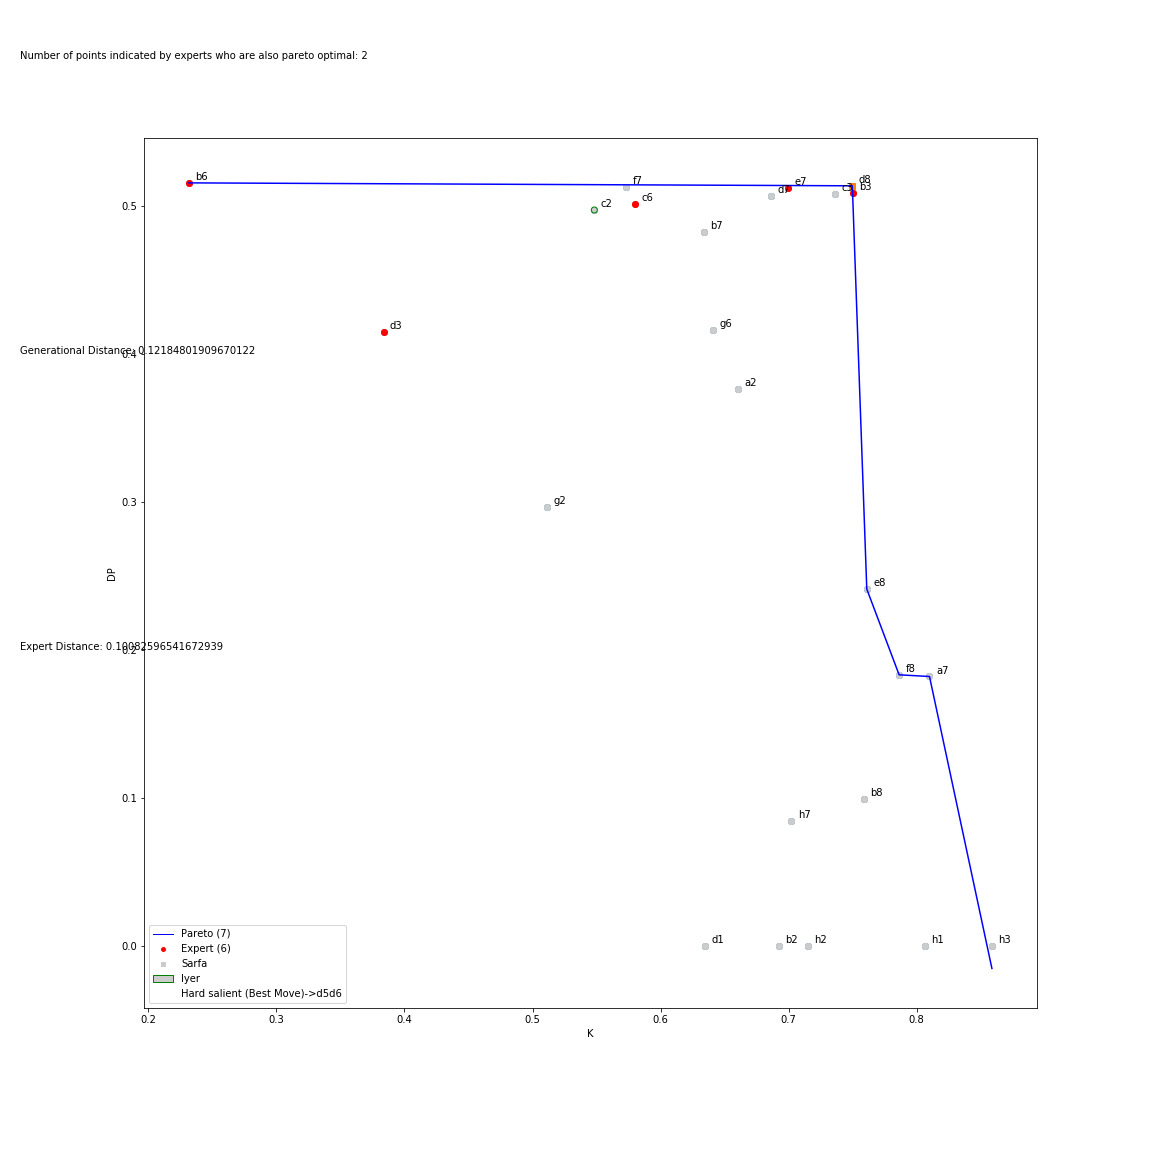 Number of points indicated by experts who are also pareto optimal: 2
b6
f7
e7
d8
c3
b3
d7
c6
c2
b7
0.5
d3
g6
Generational Distance: 0.12184801909670122
0.4
a2
g2
0.3
DP
e8
Expert Distance: 0.10082596541672939
0.2
f8
a7
b8
h7
0.1
d1
b2
h2
h1
h3
0.0
Pareto (7)
Expert (6)
Sarfa
Iyer
Hard salient (Best Move)->d5d6
0.2 0.3 0.4 0.5 0.6 0.7 0.8
K